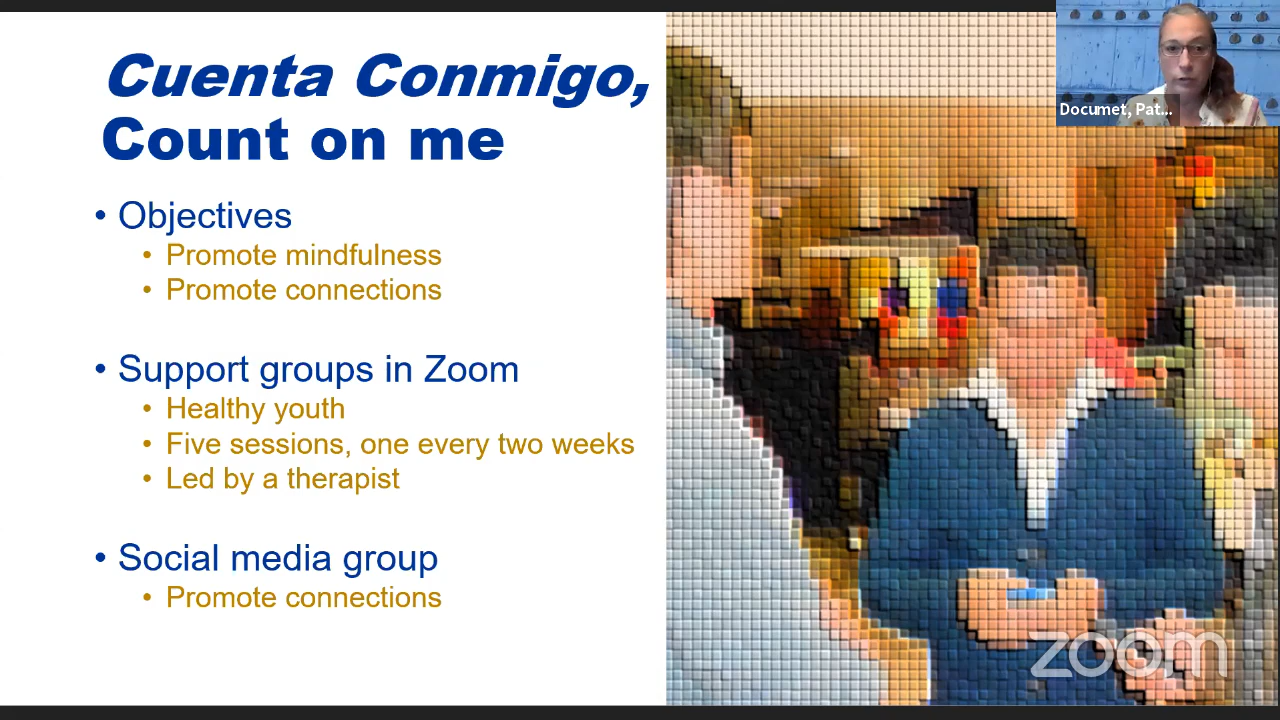 Cuenta Conmigo,
Count on me
• Objectives
• Promote mindfulness
• Promote connections
• Support groups in Zoom
• Healthy youth
• Five sessions, one every two weeks
• Led by a therapist
• Social media group
• Promote connections
Documet, Pat...
zoom